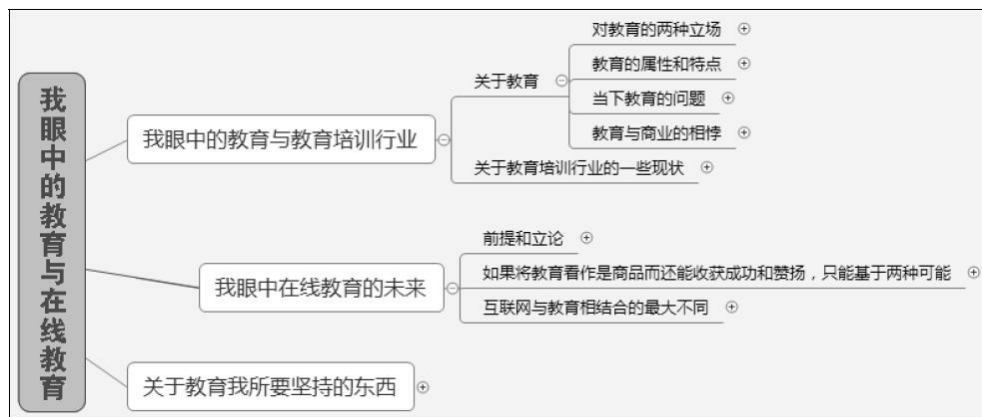 我眼中的教育与在线教育
我眼中的教育与教育培训行业
关于教育
对教育的两种立场
教育的属性和特点
当下教育的问题
教育与商业的相悖
关于教育培训行业的一些现状
我眼中在线教育的未来
前提和立论
如果将教育看作是商品而还能收获成功和赞扬，只能基于两种可能
互联网与教育相结合的最大不同
关于教育我所要坚持的东西